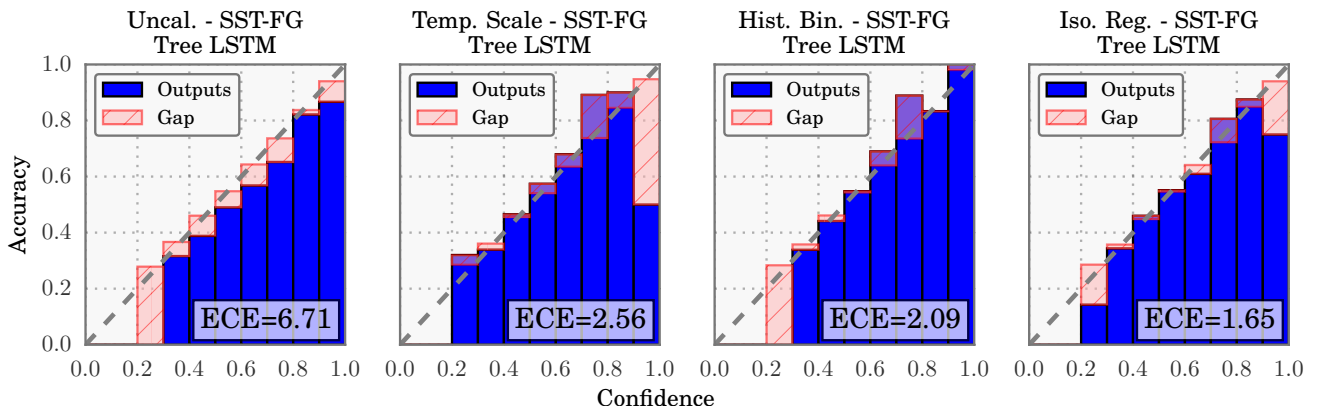 Uncal. - SST-FG
Tree LSTM
Temp. Scale - SST-FG
Tree LSTM
Hist. Bin. - SST-FG
Tree LSTM
Iso. Reg. - SST-FG
Tree LSTM
Accuracy
1.0
0.8
0.6
0.4
0.2
0.0
Outputs
Gap
Outputs
Gap
Outputs
Gap
Outputs
Gap
ECE=6.71
ECE=2.56
ECE=2.09
ECE=1.65
0.0 0.2 0.4 0.6 0.8 1.0
0.0 0.2 0.4 0.6 0.8 1.0
0.0 0.2 0.4 0.6 0.8 1.0
0.0 0.2 0.4 0.6 0.8 1.0
Confidence